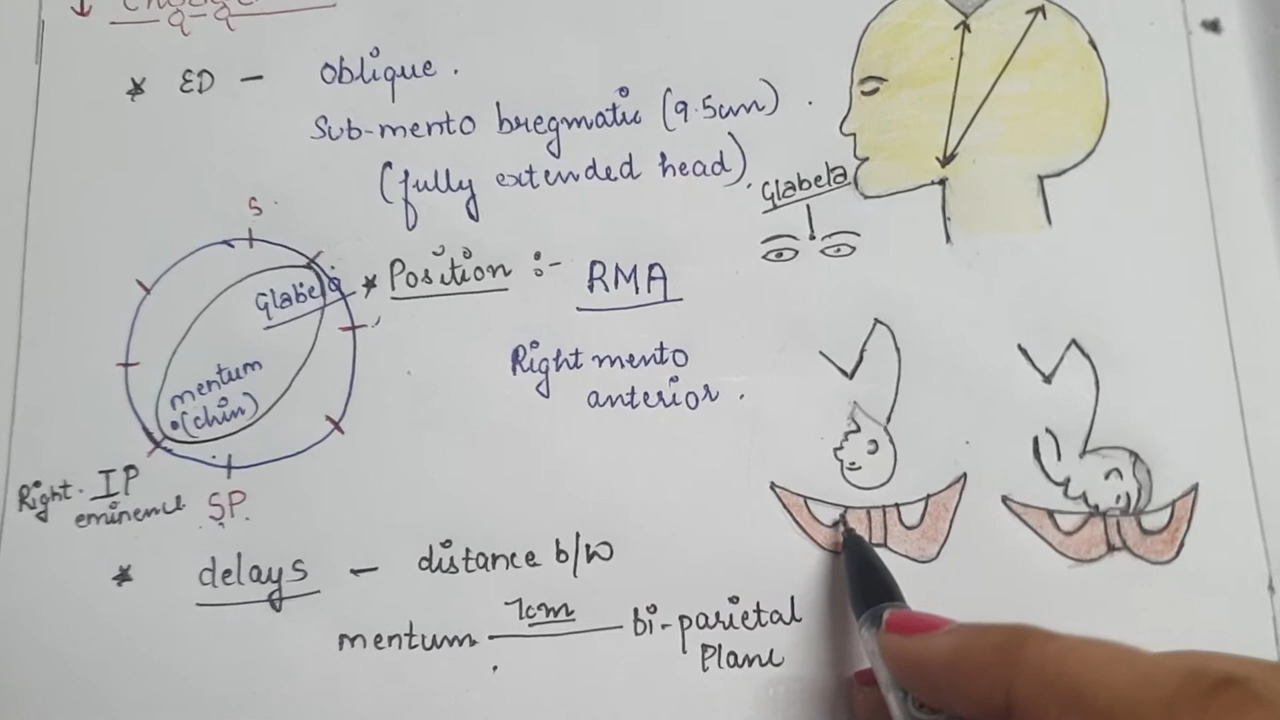 * ED - oblique.
Sub-mento bregmatic (9.5cm).
(fully extended head).
Glabela
S.
Glabela
* Position :- RMA
Right mento
anterior.
mentum
(chin)
Right. IP
eminence
SP.
* delays - distance b/w
mentum 7cm bi-parietal
Plane